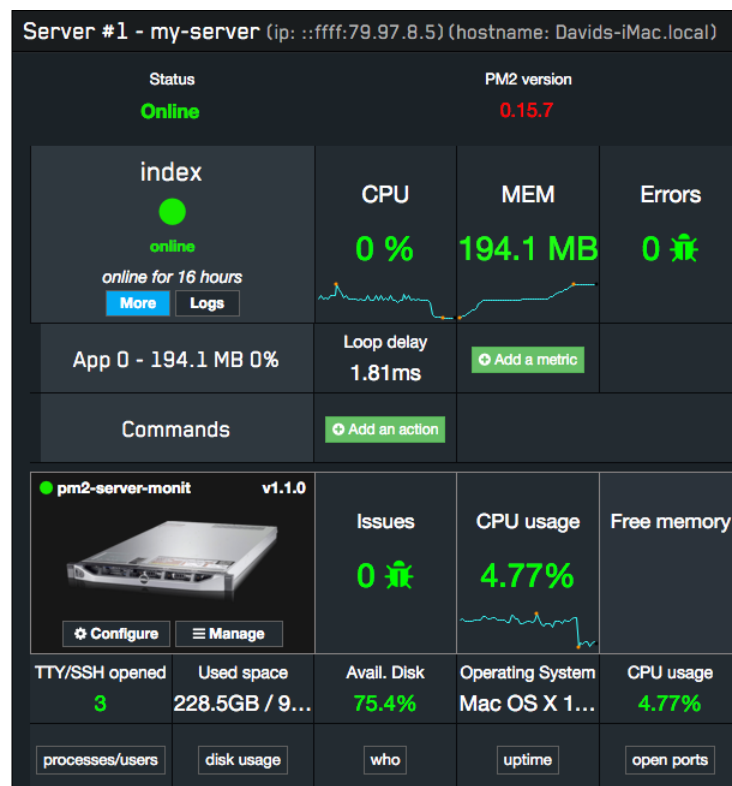 Server #1 - my-server (ip: ::ffff:79.97.8.5) (hostname: Davids-iMac.local)
Status
PM2 version
Online
0.15.7
index
CPU
MEM
Errors
online
0 %
194.1 MB
0
online for 16 hours
More
Logs
App 0 - 194.1 MB 0%
Loop delay
1.81ms
Add a metric
Commands
Add an action
pm2-server-monit
v1.1.0
Issues
CPU usage
Free memory
0
4.77%
Configure
Manage
TTY/SSH opened
Used space
Avail. Disk
Operating System
CPU usage
3
228.5GB / 9...
75.4%
Mac OS X 1...
4.77%
processes/users
disk usage
who
uptime
open ports